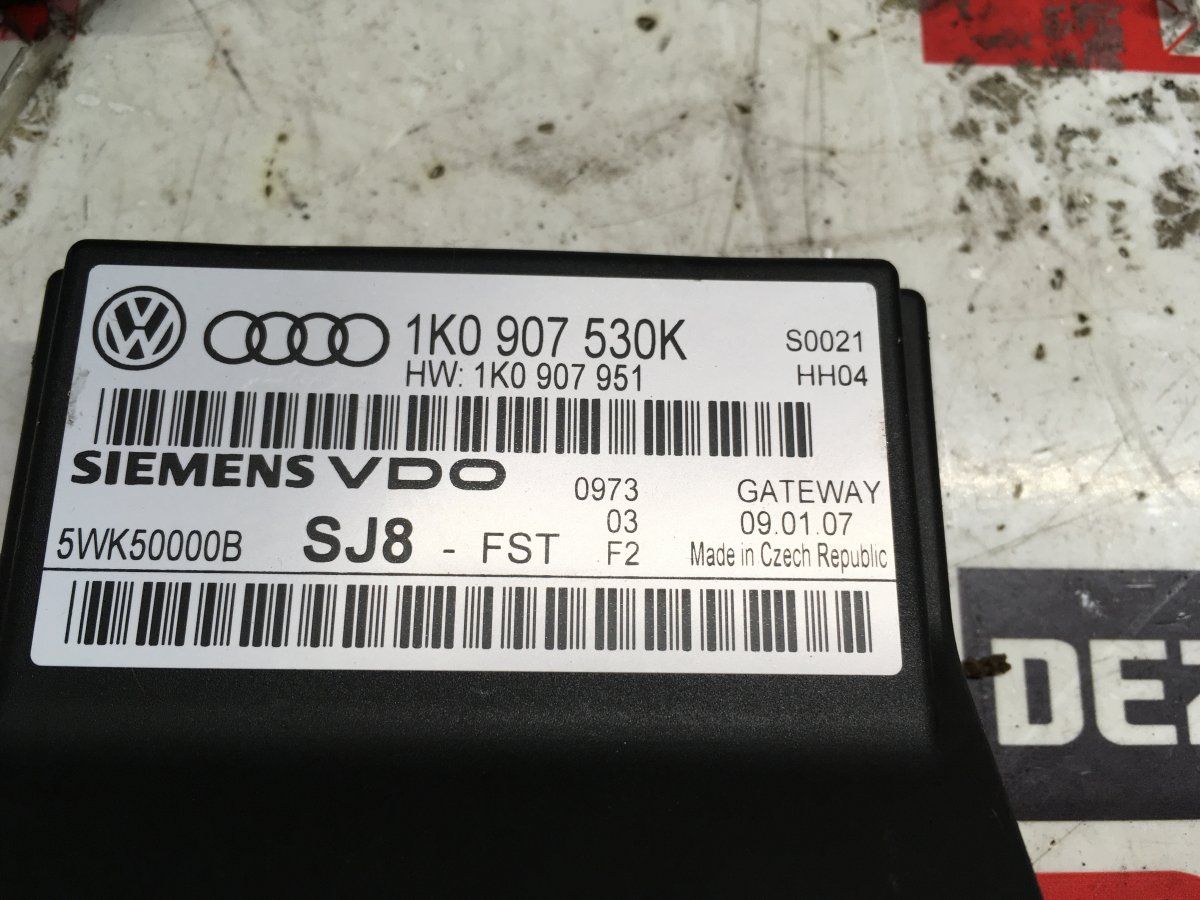 1K0 907 530K S0021
HW: 1K0 907 951 HH04
SIEMENS VDO 0973 GATEWAY
03 09.01.07
5WK50000B SJ8 - FST F2 Made in Czech Republic